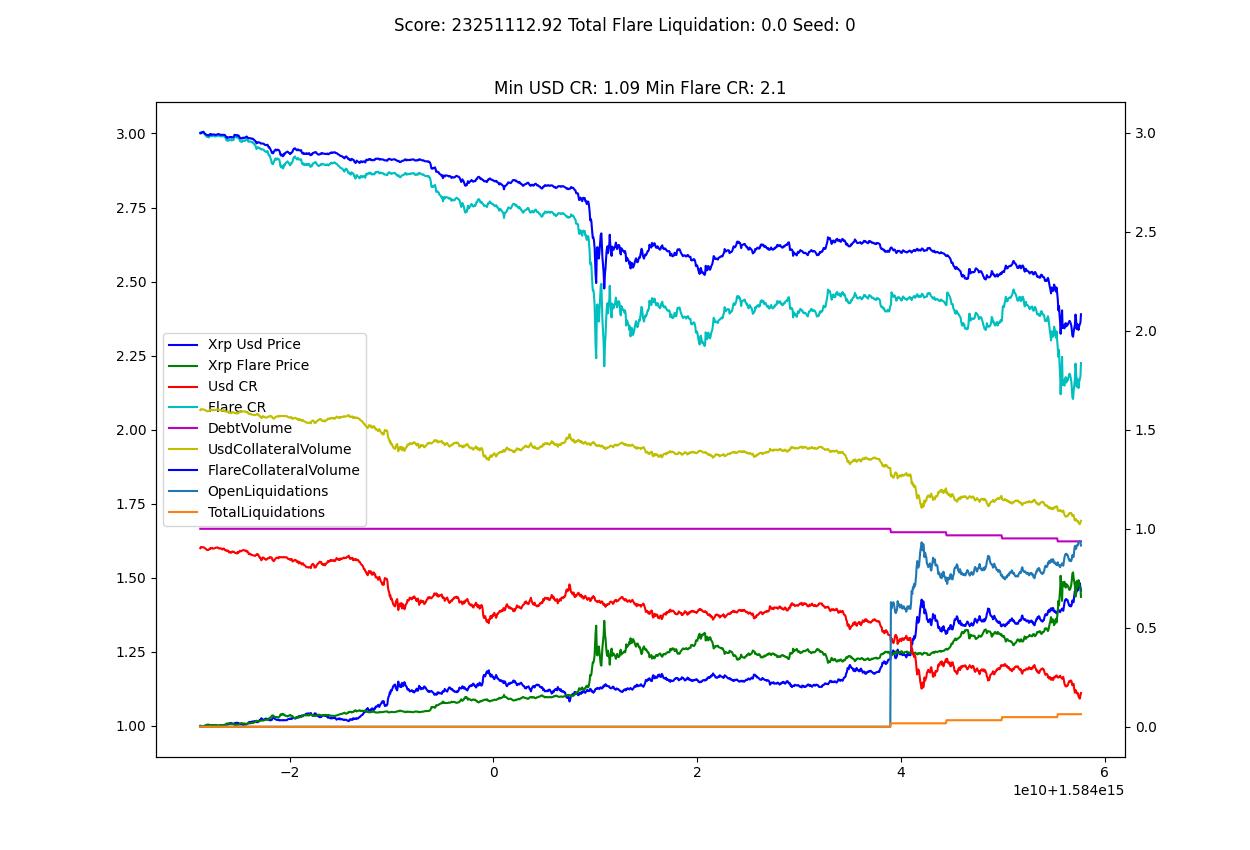 Score: 23251112.92 Total Flare Liquidation: 0.0 Seed: 0
Min USD CR: 1.09 Min Flare CR: 2.1
3.00
2.75
2.50
2.25
2.00
1.75
1.50
1.25
1.00
Xrp Usd Price
Xrp Flare Price
Usd CR
Flare CR
DebtVolume
UsdCollateralVolume
FlareCollateralVolume
OpenLiquidations
TotalLiquidations
3.0
2.5
2.0
1.5
1.0
0.5
0.0
−2 0 2 4 6
1e10+1.584e15